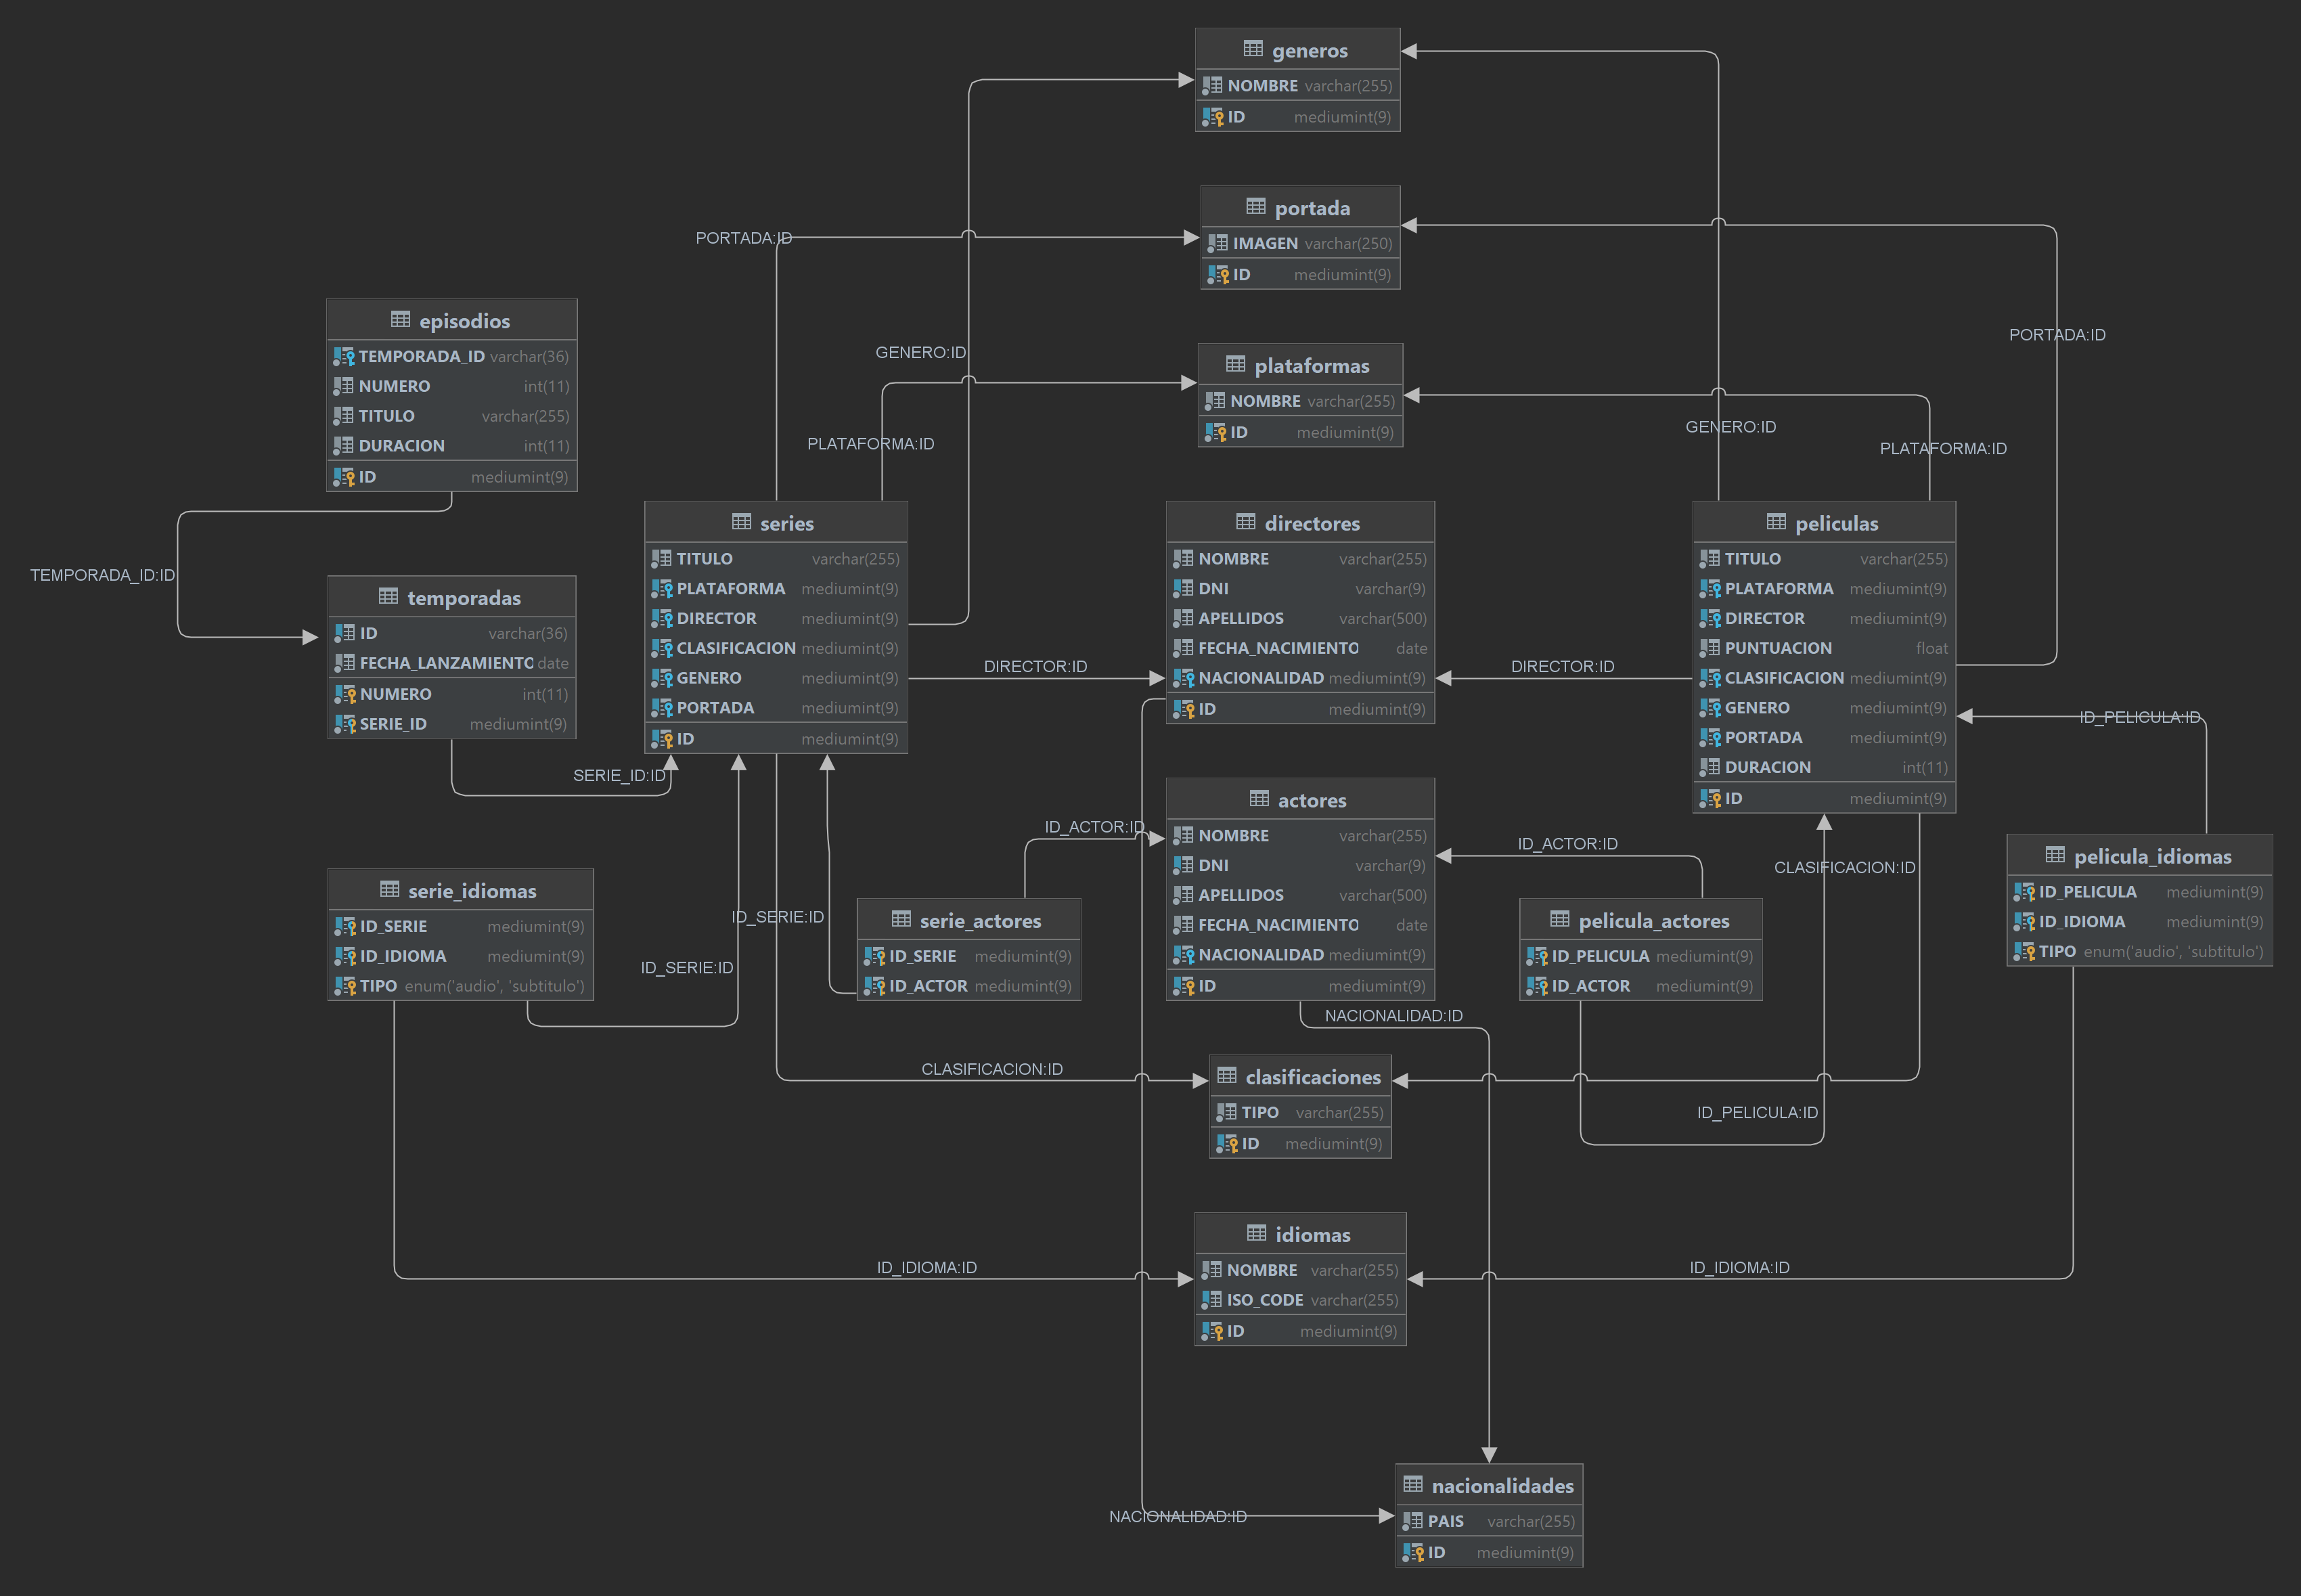 generos
NOMBRE varchar(255)
ID mediumint(9)
portada
IMAGEN varchar(250)
ID mediumint(9)
plataformas
NOMBRE varchar(255)
ID mediumint(9)
PORTADA:ID
GENERO:ID
PLATAFORMA:ID
PORTADA:ID
GENERO:ID
PLATAFORMA:ID
episodios
TEMPORADA_ID varchar(36)
NUMERO int(11)
TITULO varchar(255)
DURACION int(11)
ID mediumint(9)
TEMPORADA_ID:ID
temporadas
ID varchar(36)
FECHA_LANZAMIENTO date
NUMERO int(11)
SERIE_ID mediumint(9)
SERIE_ID:ID
series
TITULO varchar(255)
PLATAFORMA mediumint(9)
DIRECTOR mediumint(9)
CLASIFICACION mediumint(9)
GENERO mediumint(9)
PORTADA mediumint(9)
ID mediumint(9)
DIRECTOR:ID
directores
NOMBRE varchar(255)
DNI varchar(9)
APELLIDOS varchar(500)
FECHA_NACIMIENTO date
NACIONALIDAD mediumint(9)
ID mediumint(9)
DIRECTOR:ID
peliculas
TITULO varchar(255)
PLATAFORMA mediumint(9)
DIRECTOR mediumint(9)
PUNTUACION float
CLASIFICACION mediumint(9)
GENERO mediumint(9)
PORTADA mediumint(9)
DURACION int(11)
ID mediumint(9)
ID_PELICULA:ID
serie_idiomas
ID_SERIE mediumint(9)
ID_IDIOMA mediumint(9)
TIPO enum('audio', 'subtitulo')
ID_SERIE:ID
ID_SERIE:ID
serie_actores
ID_SERIE mediumint(9)
ID_ACTOR mediumint(9)
ID_ACTOR:ID
actores
NOMBRE varchar(255)
DNI varchar(9)
APELLIDOS varchar(500)
FECHA_NACIMIENTO date
NACIONALIDAD mediumint(9)
ID mediumint(9)
ID_ACTOR:ID
pelicula_actores
ID_PELICULA mediumint(9)
ID_ACTOR mediumint(9)
CLASIFICACION:ID
pelicula_idiomas
ID_PELICULA mediumint(9)
ID_IDIOMA mediumint(9)
TIPO enum('audio', 'subtitulo')
NACIONALIDAD:ID
CLASIFICACION:ID
clasificaciones
TIPO varchar(255)
ID mediumint(9)
ID_PELICULA:ID
ID_IDIOMA:ID
idiomas
NOMBRE varchar(255)
ISO_CODE varchar(255)
ID mediumint(9)
ID_IDIOMA:ID
NACIONALIDAD:ID
nacionalidades
PAIS varchar(255)
ID mediumint(9)